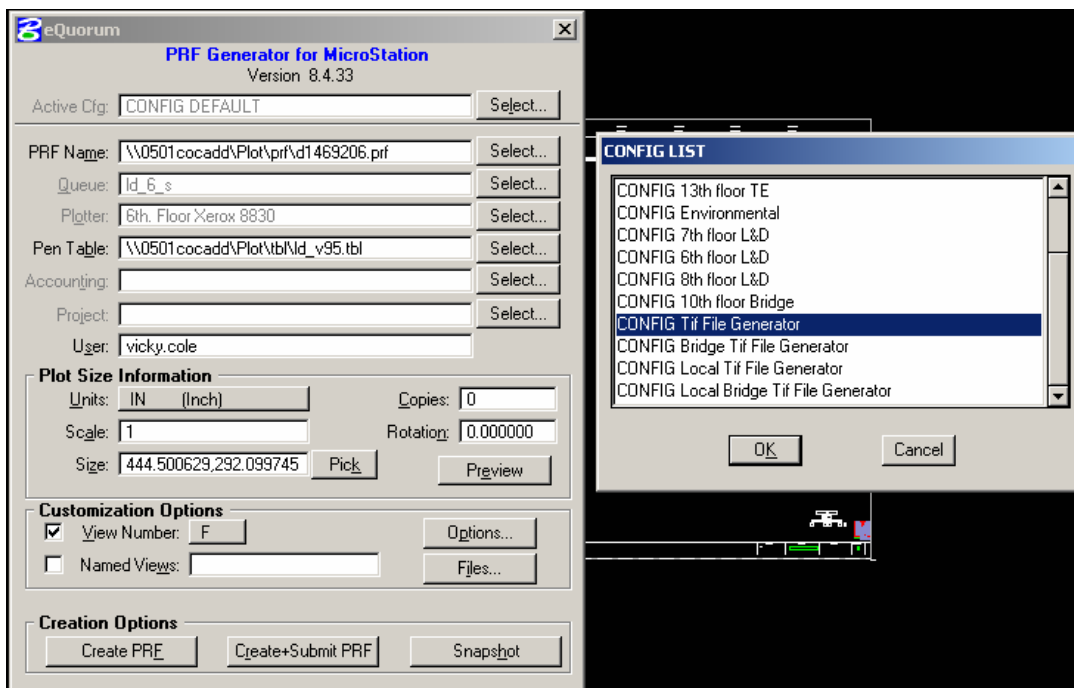 eQuorum
PRF Generator for MicroStation
Version 8.4.33
Active Cfg: CONFIG DEFAULT Select...
PRF Name: \\0501cocadd\Plot\prf\d1469206.prf Select...
Queue: ld_6_s Select...
Plotter: 6th. Floor Xerox 8830 Select...
Pen Table: \\0501cocadd\Plot\tbl\ld_v95.tbl Select...
Accounting: Select...
Project: Select...
User: vicky.cole
Plot Size Information
Units: IN (Inch) Copies: 0
Scale: 1 Rotation: 0.000000
Size: 444.500629,292.099745 Pick Preview
Customization Options
View Number: F Options...
Named Views: Files...
Creation Options
Create PRF Create+Submit PRF Snapshot
CONFIG LIST
CONFIG 13th floor TE
CONFIG Environmental
CONFIG 7th floor L&D
CONFIG 6th floor L&D
CONFIG 8th floor L&D
CONFIG 10th floor Bridge
CONFIG Tif File Generator
CONFIG Bridge Tif File Generator
CONFIG Local Tif File Generator
CONFIG Local Bridge Tif File Generator
OK Cancel